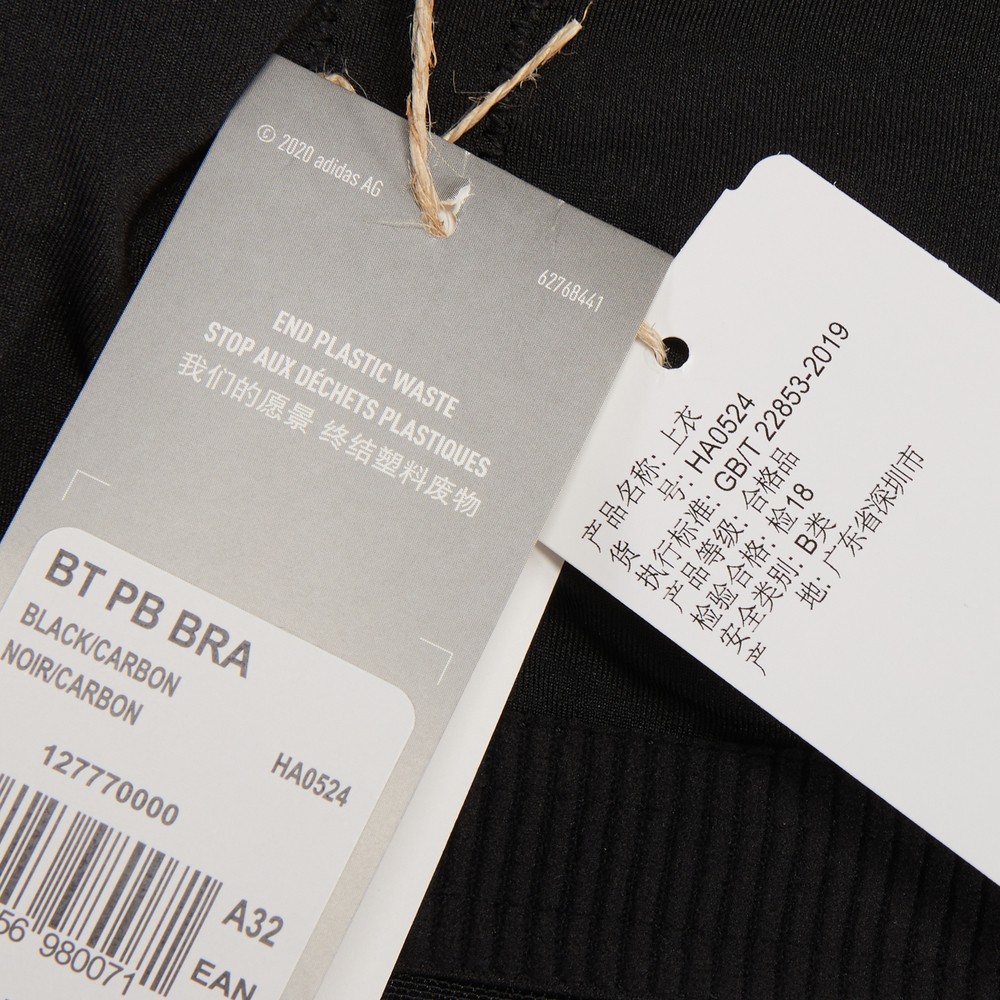 © 2020 adidas AG
62768441
END PLASTIC WASTE
STOP AUX DÉCHETS PLASTIQUES
我们的愿景 终结塑料废物
BT PB BRA
BLACK/CARBON
NOIR/CARBON
127770000
HA0524
A32
56 980071
EAN
产品名称: 上衣
货 号: HA0524
执行标准: GB/T 22853-2019
产品等级: 合格品
检验合格: 检18
安全类别: B类
产 地: 广东省深圳市